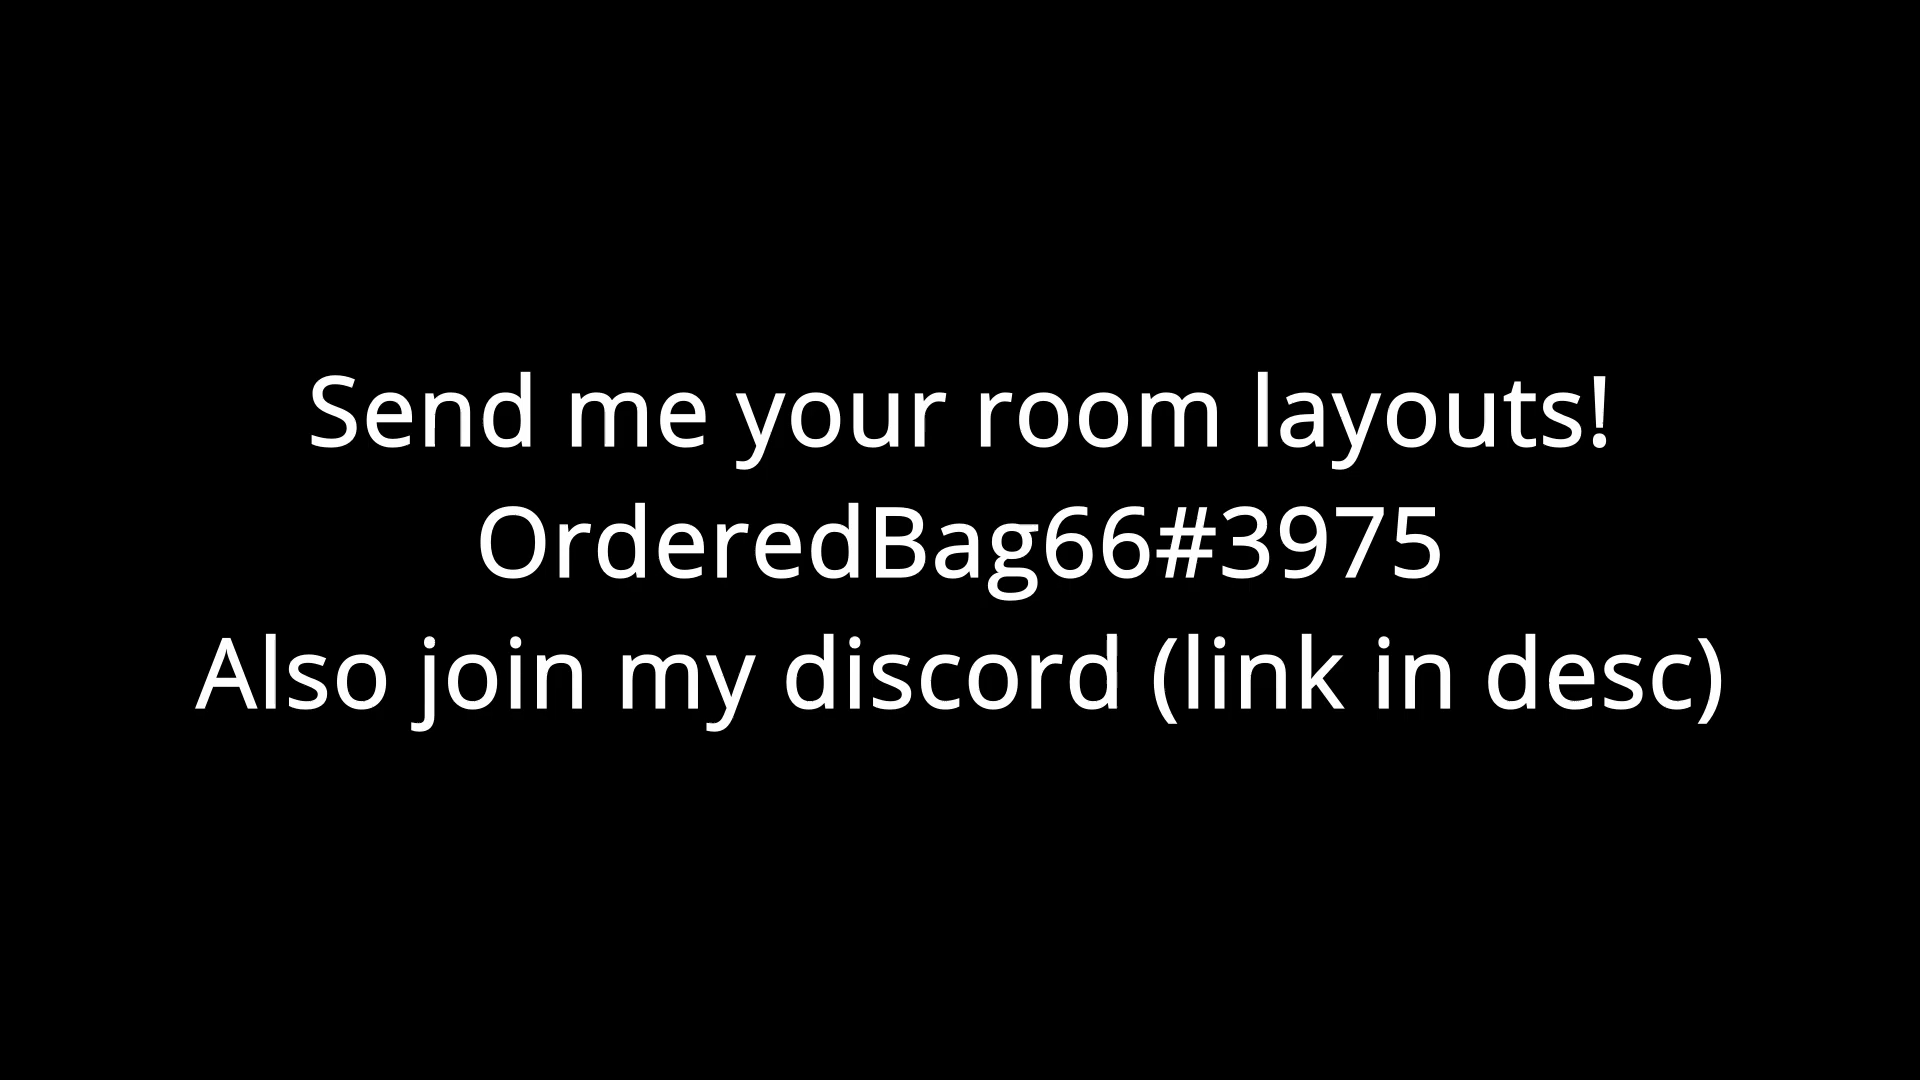 Send me your room layouts!
OrderedBag66#3975
Also join my discord (link in desc)